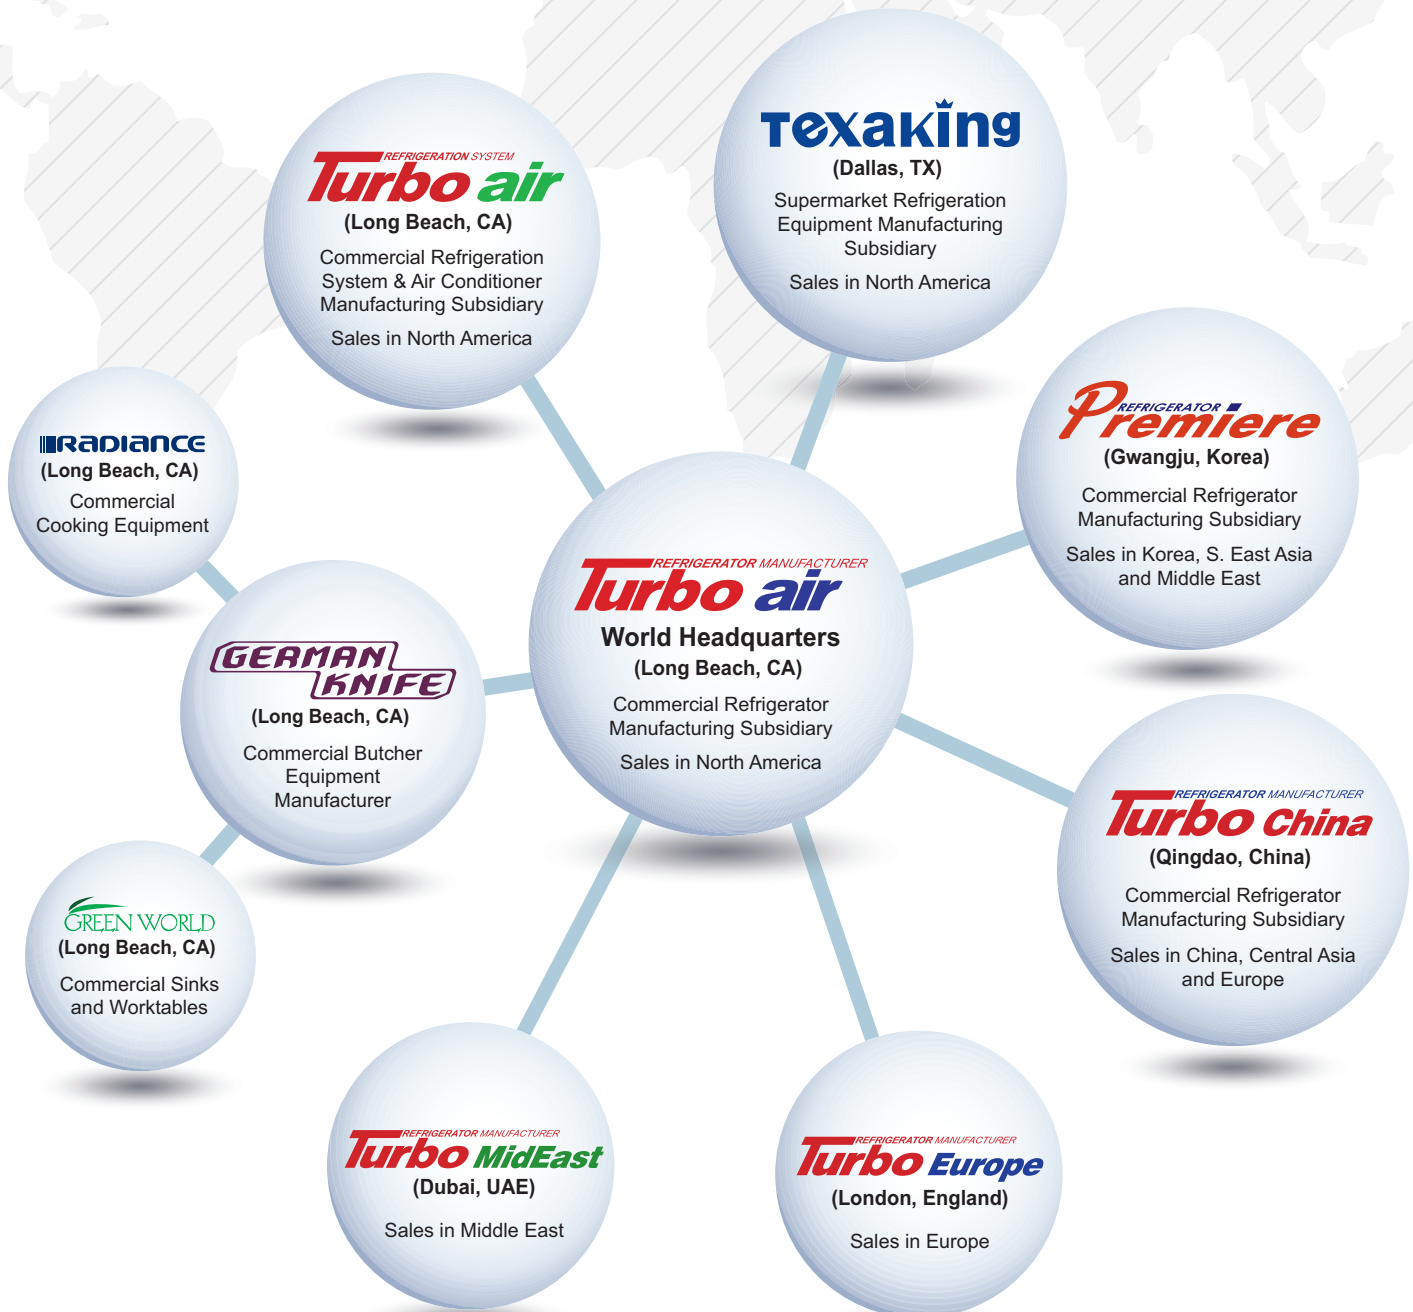 REFRIGERATION SYSTEM
Turbo air
(Long Beach, CA)
Commercial Refrigeration
System & Air Conditioner
Manufacturing Subsidiary
Sales in North America
Texaking
(Dallas, TX)
Supermarket Refrigeration
Equipment Manufacturing
Subsidiary
Sales in North America
RADIANCE
(Long Beach, CA)
Commercial
Cooking Equipment
REFRIGERATOR
Premiere
(Gwangju, Korea)
Commercial Refrigerator
Manufacturing Subsidiary
Sales in Korea, S. East Asia
and Middle East
REFRIGERATOR MANUFACTURER
Turbo air
World Headquarters
(Long Beach, CA)
Commercial Refrigerator
Manufacturing Subsidiary
Sales in North America
GERMAN
KNIFE
(Long Beach, CA)
Commercial Butcher
Equipment
Manufacturer
REFRIGERATOR MANUFACTURER
Turbo China
(Qingdao, China)
Commercial Refrigerator
Manufacturing Subsidiary
Sales in China, Central Asia
and Europe
GREEN WORLD
(Long Beach, CA)
Commercial Sinks
and Worktables
REFRIGERATOR MANUFACTURER
Turbo MidEast
(Dubai, UAE)
Sales in Middle East
REFRIGERATOR MANUFACTURER
Turbo Europe
(London, England)
Sales in Europe